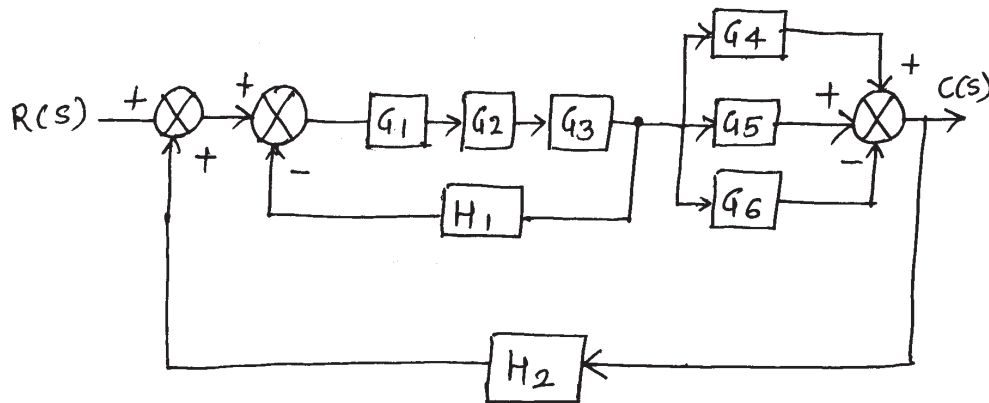 G4
+
+
C(S)
R(S)
+
+
G1
G2
G3
+
G5
+
-
-
H1
G6
H2